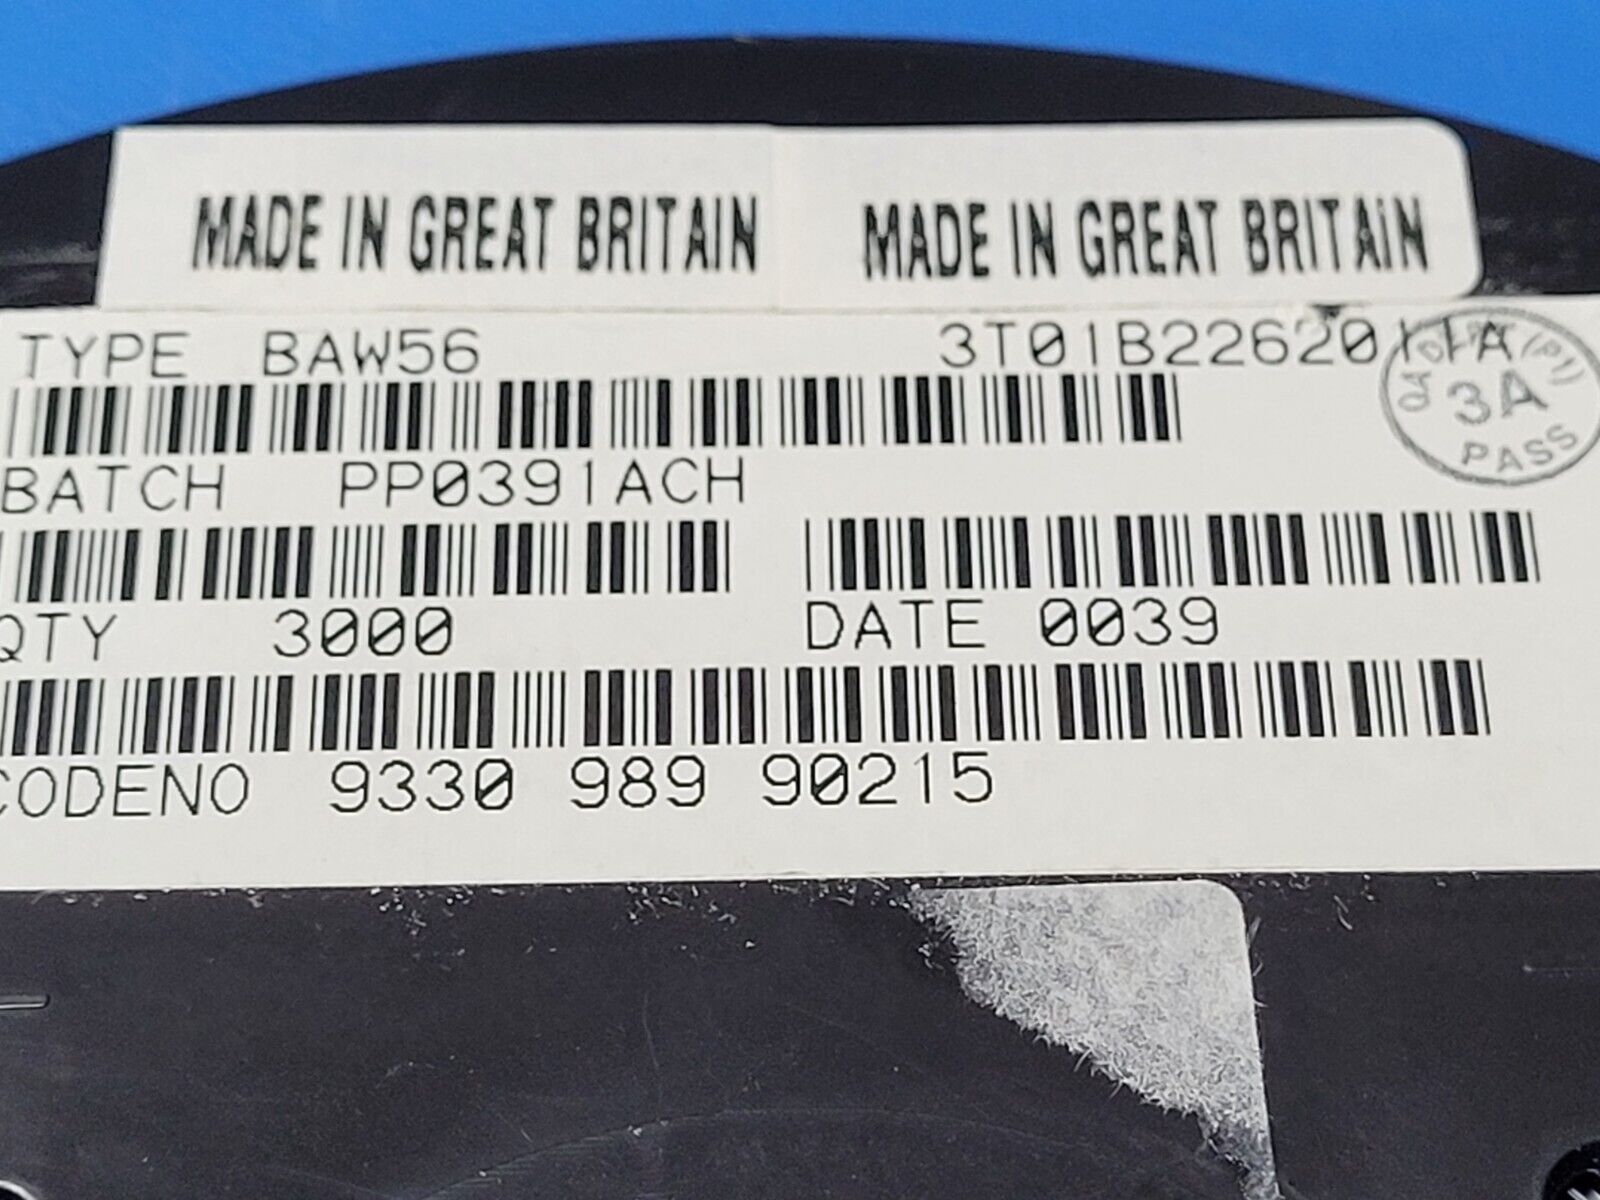 MADE IN GREAT BRITAIN MADE IN GREAT BRITAIN
TYPE BAW56 3T01B2262011A
3A
PASS
BATCH PP0391ACH
QTY 3000 DATE 0039
CODENO 9330 989 90215